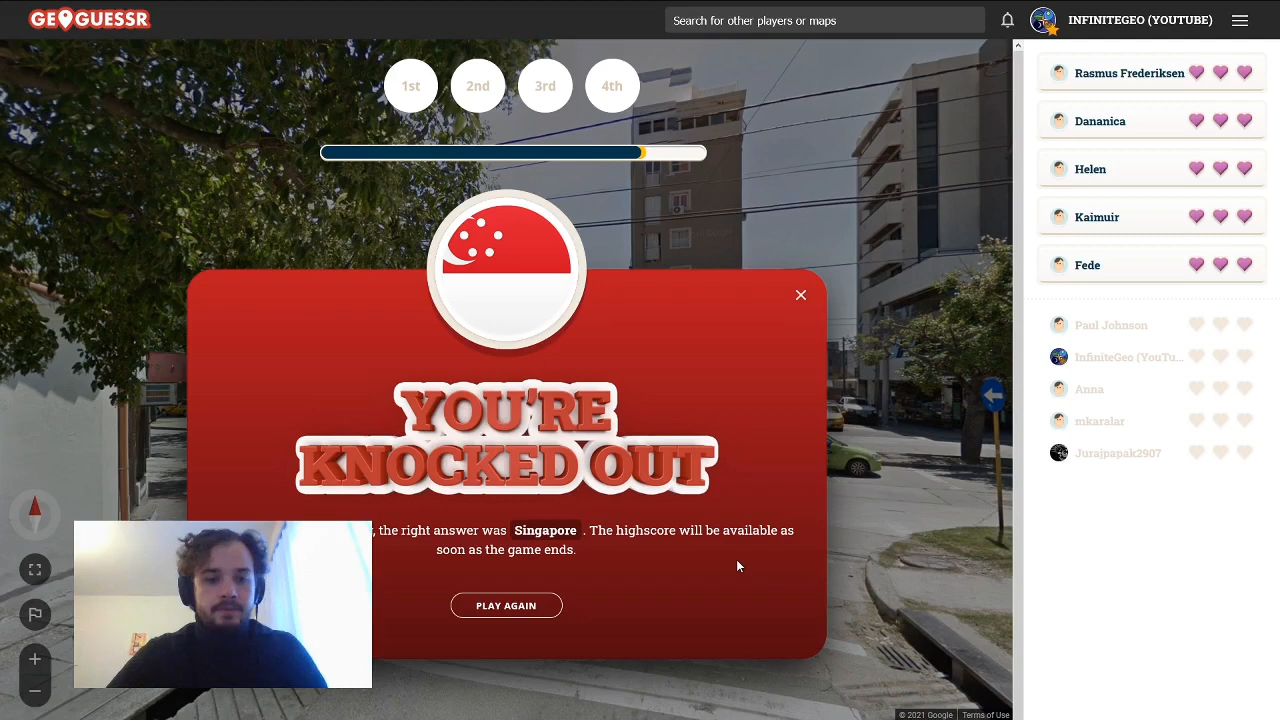 GEOGUESSR
Search for other players or maps
INFINITEGEO (YOUTUBE)
1st
2nd
3rd
4th
YOU'RE
KNOCKED OUT
, the right answer was Singapore . The highscore will be available as
soon as the game ends.
PLAY AGAIN
Rasmus Frederiksen
Dananica
Helen
Kaimuir
Fede
Paul Johnson
InfiniteGeo (YouTu...
Anna
mkaralar
Jurajpapak2907
© 2021 Google
Terms of Use